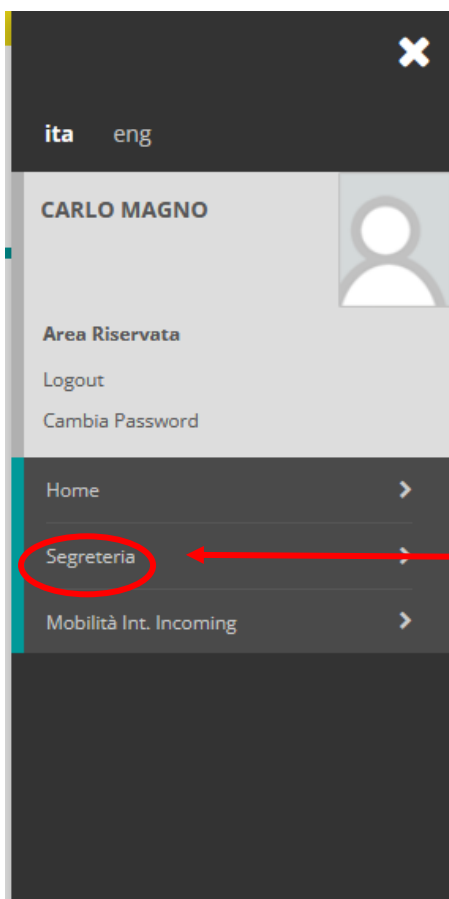 ita eng
CARLO MAGNO
Area Riservata
Logout
Cambia Password
Home
Segreteria
Mobilità Int. Incoming